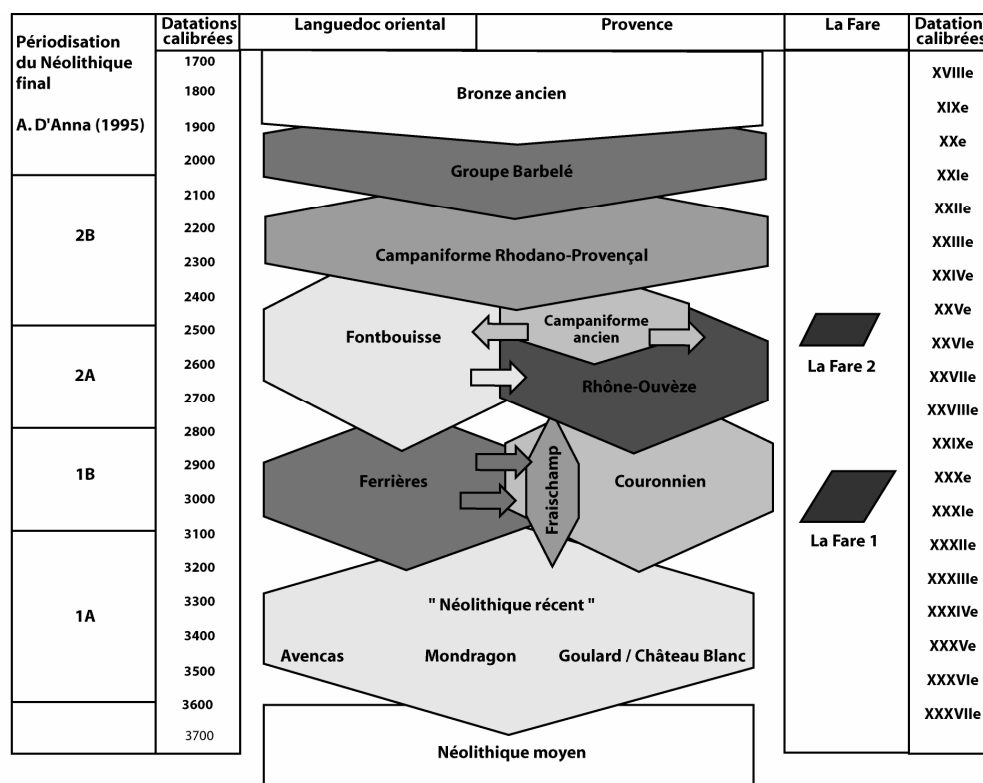 Périodisation
du Néolithique
final
A. D'Anna (1995)
2B
2A
1B
1A
Datations
calibrées
1700
1800
1900
2000
2100
2200
2300
2400
2500
2600
2700
2800
2900
3000
3100
3200
3300
3400
3500
3600
3700
Languedoc oriental
Provence
Bronze ancien
Groupe Barbelé
Campaniforme Rhodano-Provençal
Fontbouisse
Campaniforme
ancien
Rhône-Ouvèze
Ferrières
Fraischamp
Couronnien
" Néolithique récent "
Avencas
Mondragon
Goulard / Château Blanc
Néolithique moyen
La Fare
La Fare 2
La Fare 1
Datations
calibrées
XVIIIe
XIXe
XXe
XXIe
XXIIe
XXIIIe
XXIVe
XXVe
XXVIe
XXVIIe
XXVIIIe
XXIXe
XXXe
XXXIe
XXXIIe
XXXIIIe
XXXIVe
XXXVe
XXXVIe
XXXVIIe